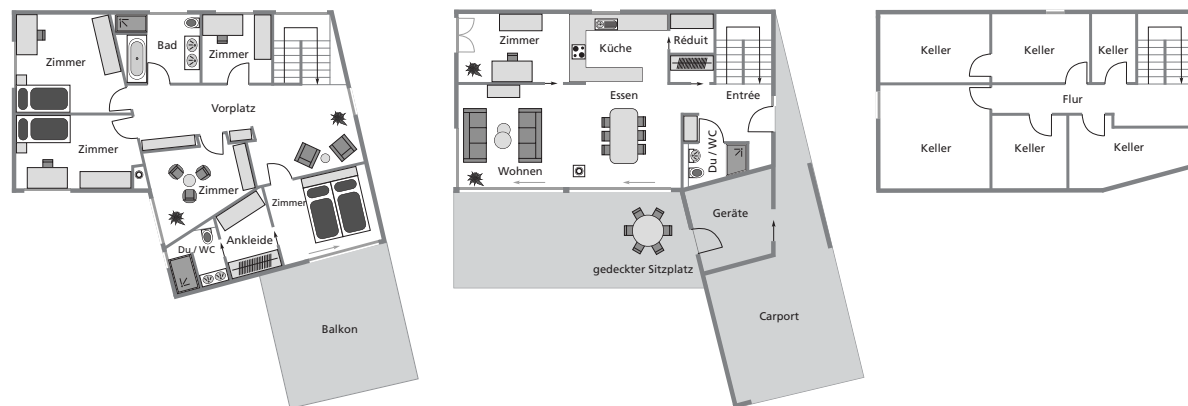 Zimmer
Bad
Zimmer
Vorplatz
Zimmer
Zimmer
Zimmer
Ankleide
Du / WC
Balkon
Zimmer
Küche
Réduit
Essen
Entrée
Wohnen
Du / WC
Geräte
gedeckter Sitzplatz
Carport
Keller
Keller
Keller
Flur
Keller
Keller
Keller